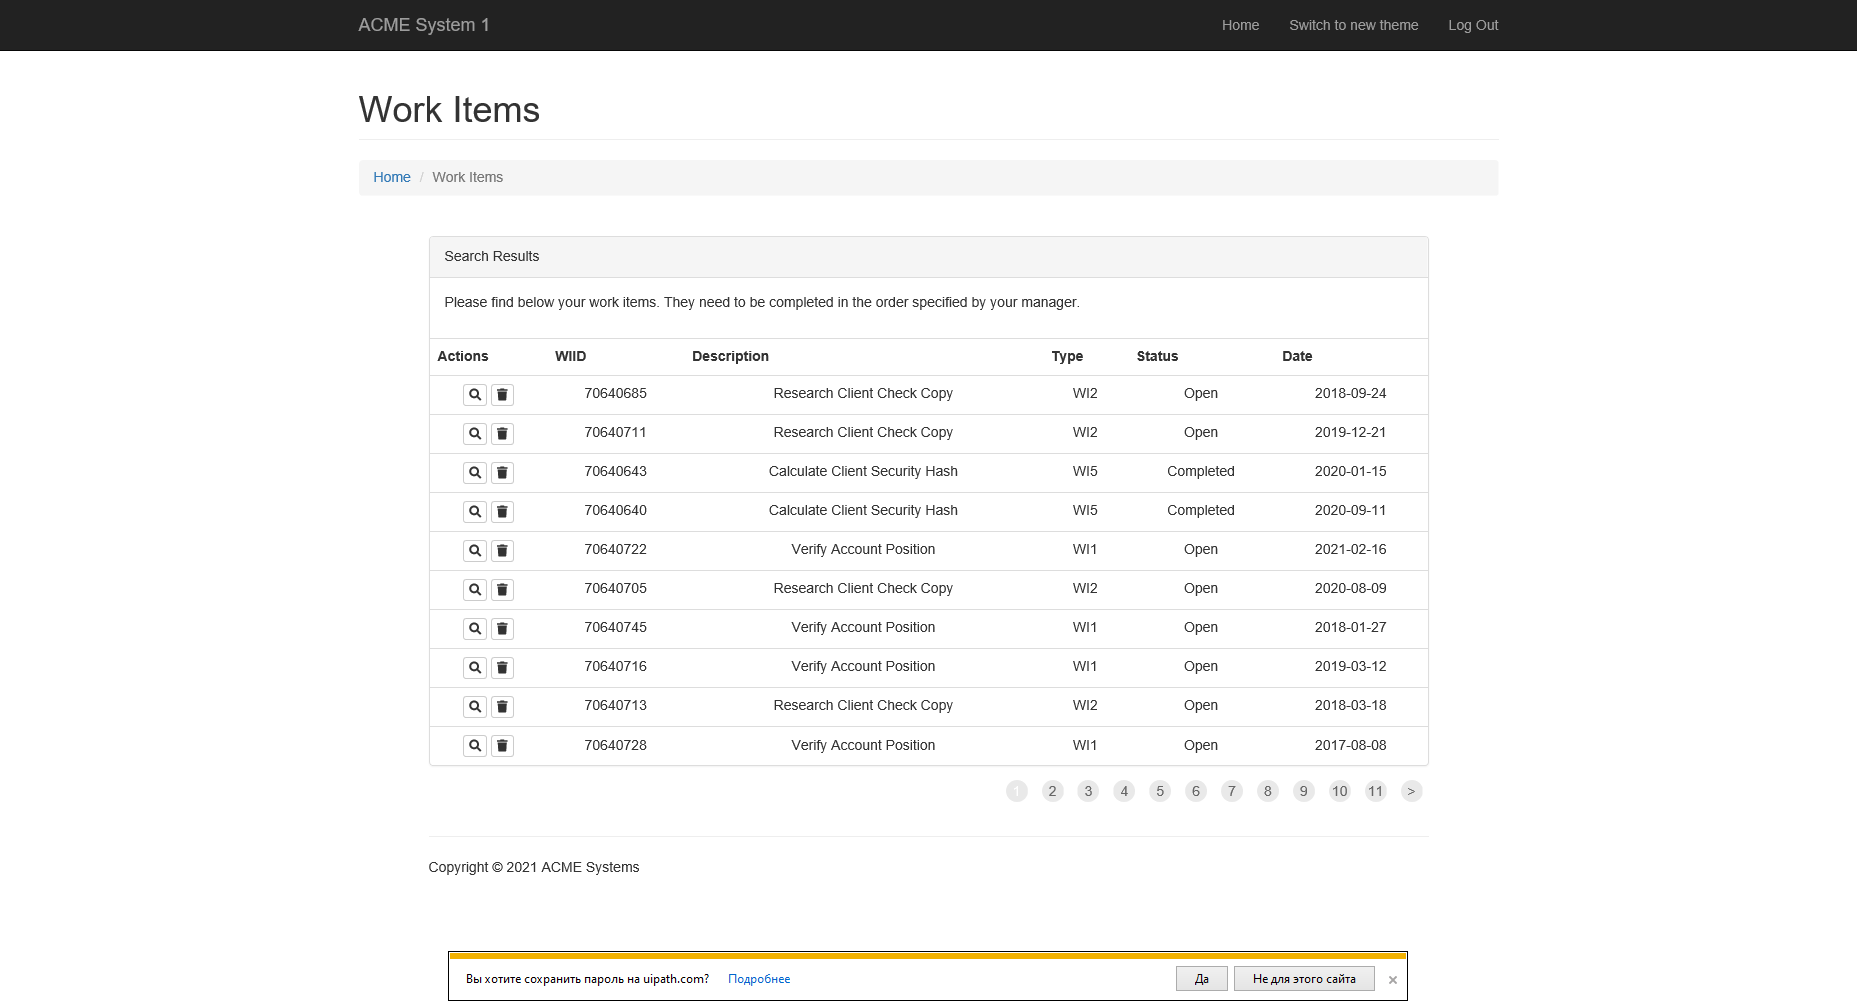 ACME System 1 Home Switch to new theme Log Out
Work Items
Home / Work Items
Search Results
Please find below your work items. They need to be completed in the order specified by your manager.
Actions WIID Description Type Status Date
70640685 Research Client Check Copy WI2 Open 2018-09-24
70640711 Research Client Check Copy WI2 Open 2019-12-21
70640643 Calculate Client Security Hash WI5 Completed 2020-01-15
70640640 Calculate Client Security Hash WI5 Completed 2020-09-11
70640722 Verify Account Position WI1 Open 2021-02-16
70640705 Research Client Check Copy WI2 Open 2020-08-09
70640745 Verify Account Position WI1 Open 2018-01-27
70640716 Verify Account Position WI1 Open 2019-03-12
70640713 Research Client Check Copy WI2 Open 2018-03-18
70640728 Verify Account Position WI1 Open 2017-08-08
1 2 3 4 5 6 7 8 9 10 11 >
Copyright © 2021 ACME Systems
Вы хотите сохранить пароль на uipath.com? Подробнее Да Не для этого сайта ×